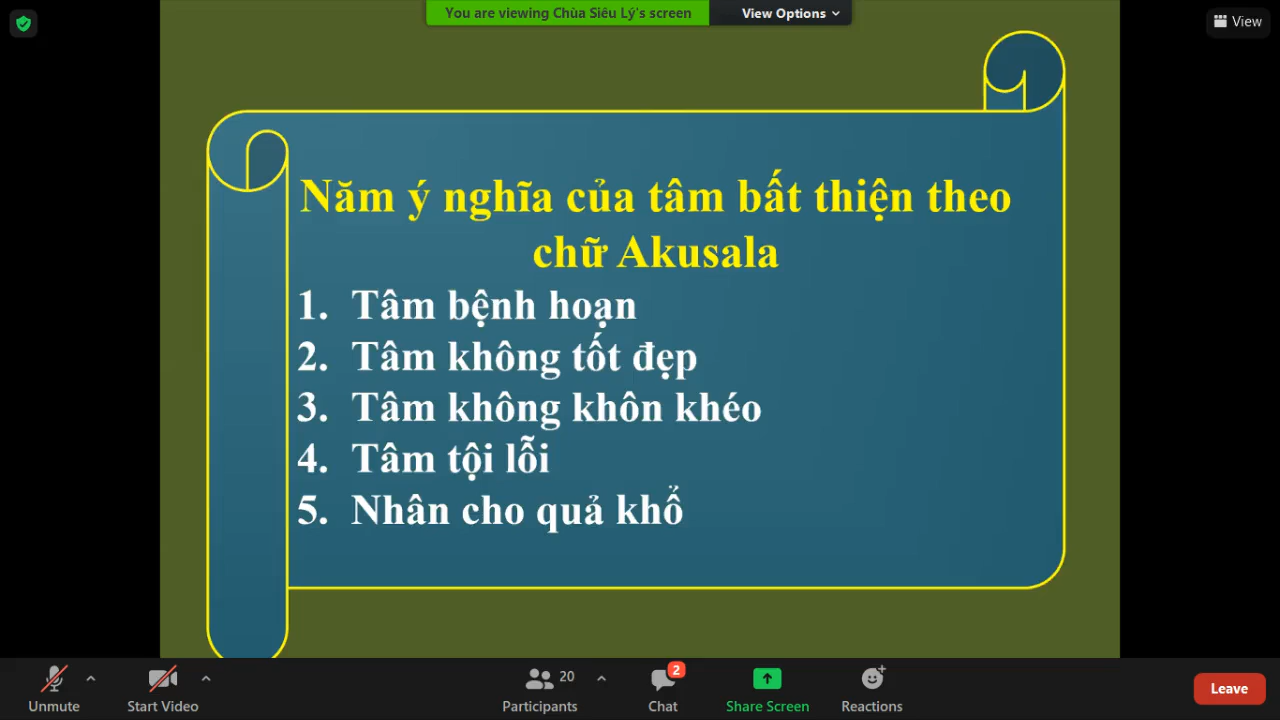 You are viewing Chùa Siêu Lý's screen
View Options
View
Năm ý nghĩa của tâm bất thiện theo
chữ Akusala
1. Tâm bệnh hoạn
2. Tâm không tốt đẹp
3. Tâm không khôn khéo
4. Tâm tội lỗi
5. Nhân cho quả khổ
Unmute
Start Video
20
Participants
2
Chat
Share Screen
Reactions
Leave